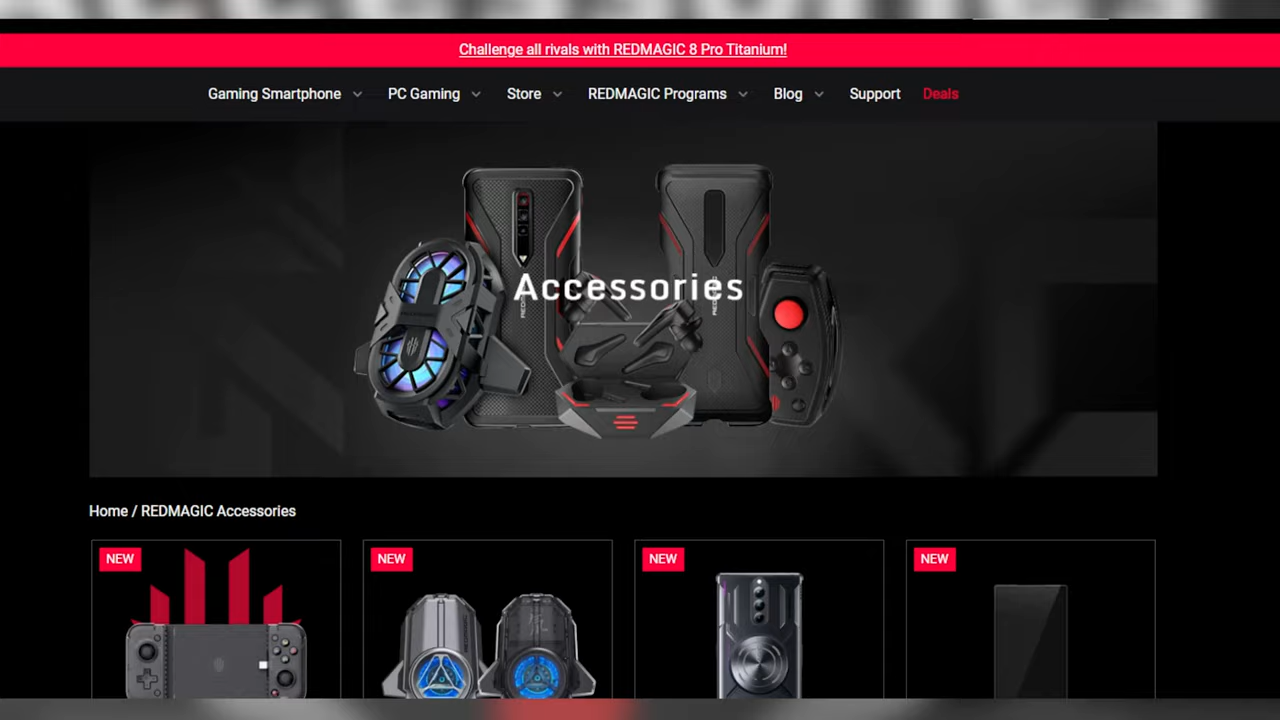 Challenge all rivals with REDMAGIC 8 Pro Titanium!
Gaming Smartphone
PC Gaming
Store
REDMAGIC Programs
Blog
Support
Deals
Accessories
Home / REDMAGIC Accessories
NEW
NEW
NEW
NEW